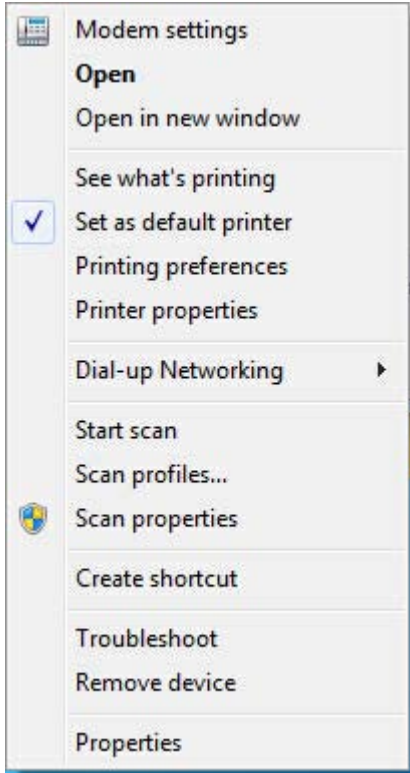 Modem settings
Open
Open in new window
See what's printing
Set as default printer
Printing preferences
Printer properties
Dial-up Networking
Start scan
Scan profiles...
Scan properties
Create shortcut
Troubleshoot
Remove device
Properties